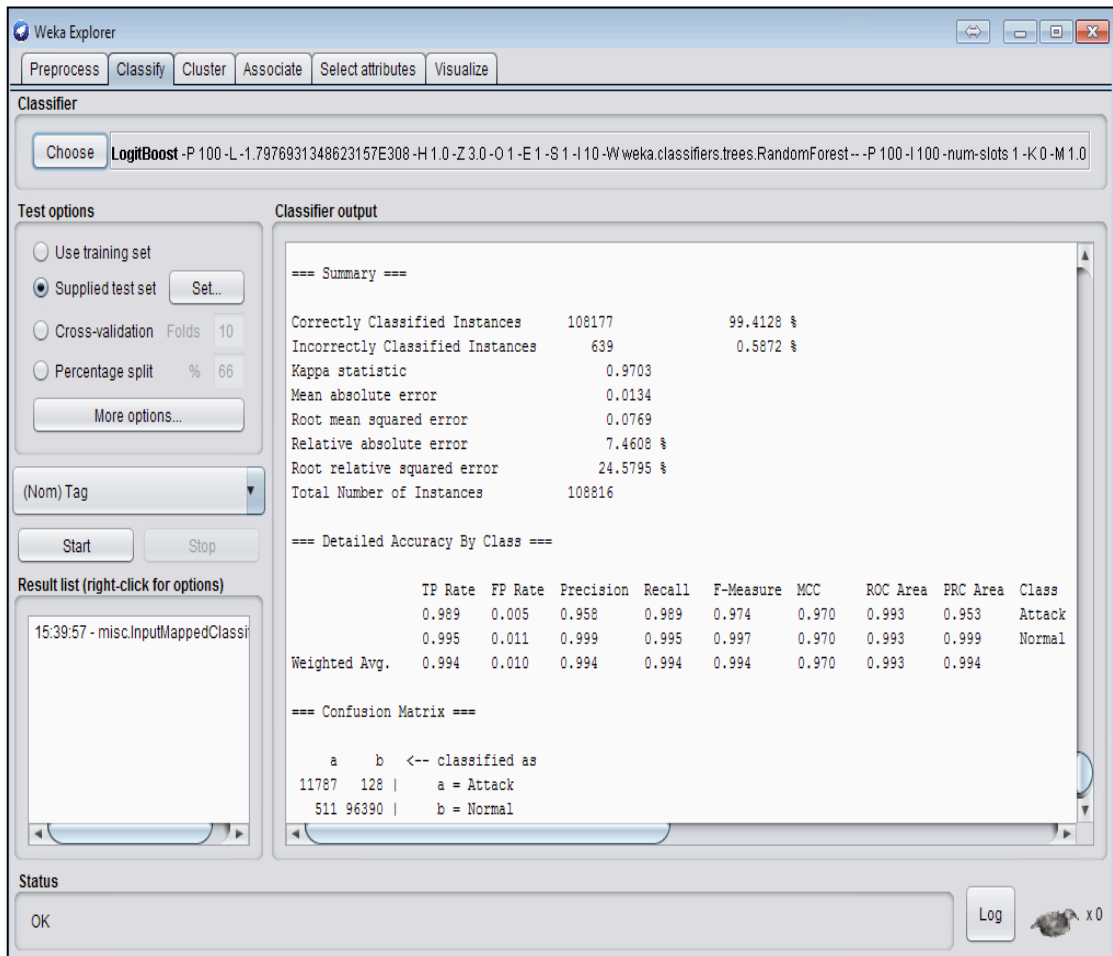 Weka Explorer
Preprocess Classify Cluster Associate Select attributes Visualize
Classifier
Choose LogitBoost -P 100 -L -1.7976931348623157E308 -H 1.0 -Z 3.0 -O 1 -E 1 -S 1 -I 10 -W weka.classifiers.trees.RandomForest -- -P 100 -I 100 -num-slots 1 -K 0 -M 1.0
Test options
Use training set
Supplied test set Set...
Cross-validation Folds 10
Percentage split % 66
More options...
(Nom) Tag
Start Stop
Result list (right-click for options)
15:39:57 - misc.InputMappedClassif
Classifier output
=== Summary ===
Correctly Classified Instances 108177 99.4128 %
Incorrectly Classified Instances 639 0.5872 %
Kappa statistic 0.9703
Mean absolute error 0.0134
Root mean squared error 0.0769
Relative absolute error 7.4608 %
Root relative squared error 24.5795 %
Total Number of Instances 108816
=== Detailed Accuracy By Class ===
TP Rate FP Rate Precision Recall F-Measure MCC ROC Area PRC Area Class
0.989 0.005 0.958 0.989 0.974 0.970 0.993 0.953 Attack
0.995 0.011 0.999 0.995 0.997 0.970 0.993 0.999 Normal
Weighted Avg. 0.994 0.010 0.994 0.994 0.994 0.970 0.993 0.994
=== Confusion Matrix ===
a b <-- classified as
11787 128 | a = Attack
511 96390 | b = Normal
Status
OK
Log x 0